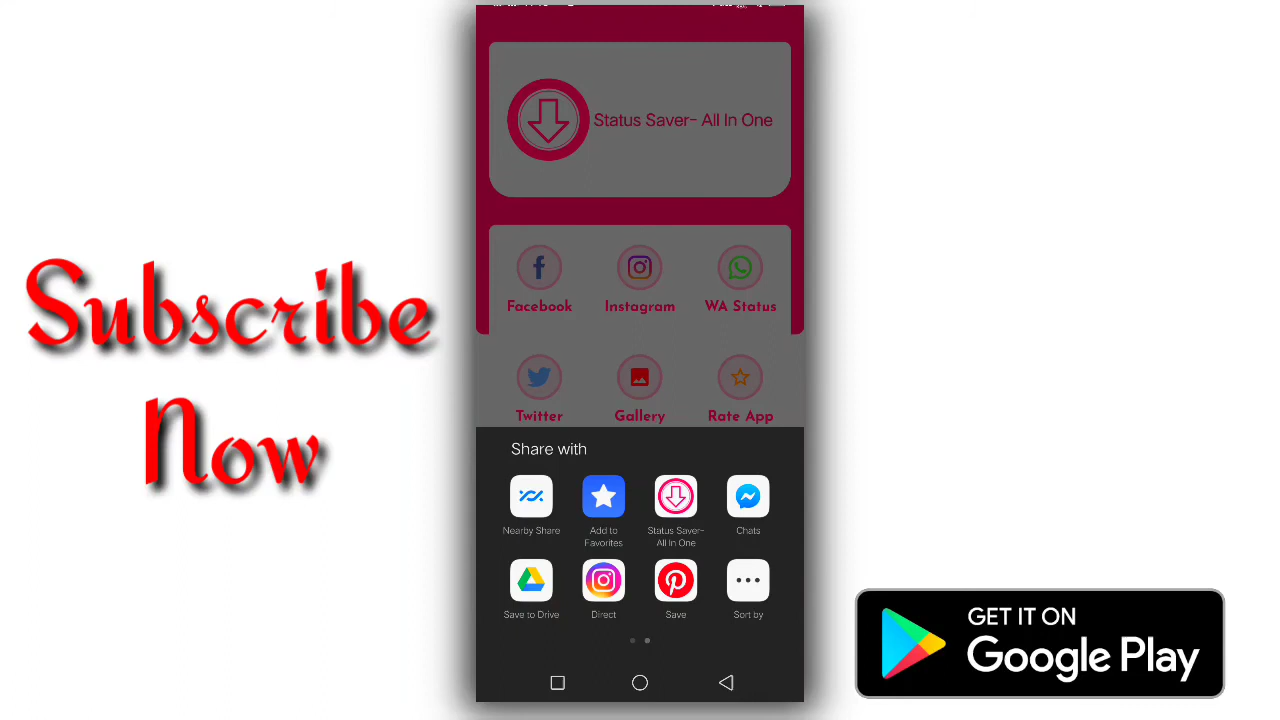 Status Saver- All In One
Facebook
Instagram
WA Status
Twitter
Gallery
Rate App
Share with
Nearby Share
Add to
Favorites
Status Saver-
All In One
Chats
Save to Drive
Direct
Save
Sort by
Subscribe
Now
GET IT ON
Google Play